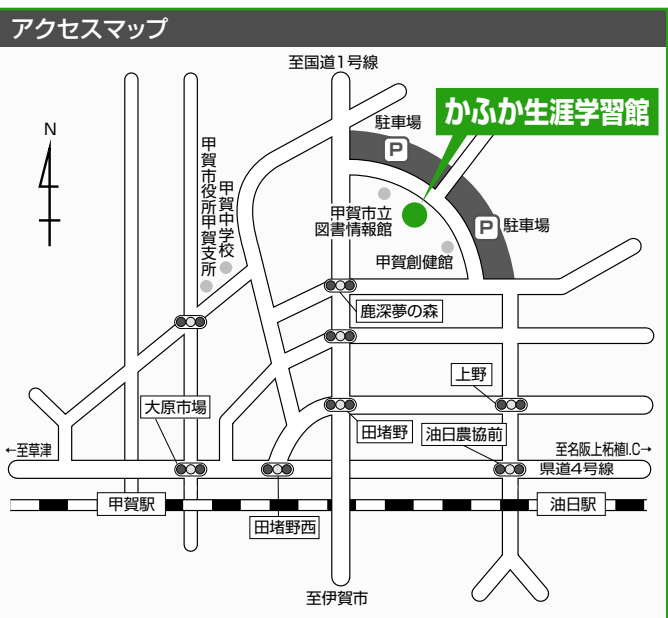 アクセスマップ
至国道1号線
かふか生涯学習館
駐車場
P
N
甲賀市役所甲賀支所
甲賀中学校
甲賀市立
図書情報館
P
駐車場
甲賀創健館
鹿深夢の森
上野
大原市場
田堵野
油日農協前
←至草津
至名阪上柘植I.C→
県道4号線
甲賀駅
油日駅
田堵野西
至伊賀市